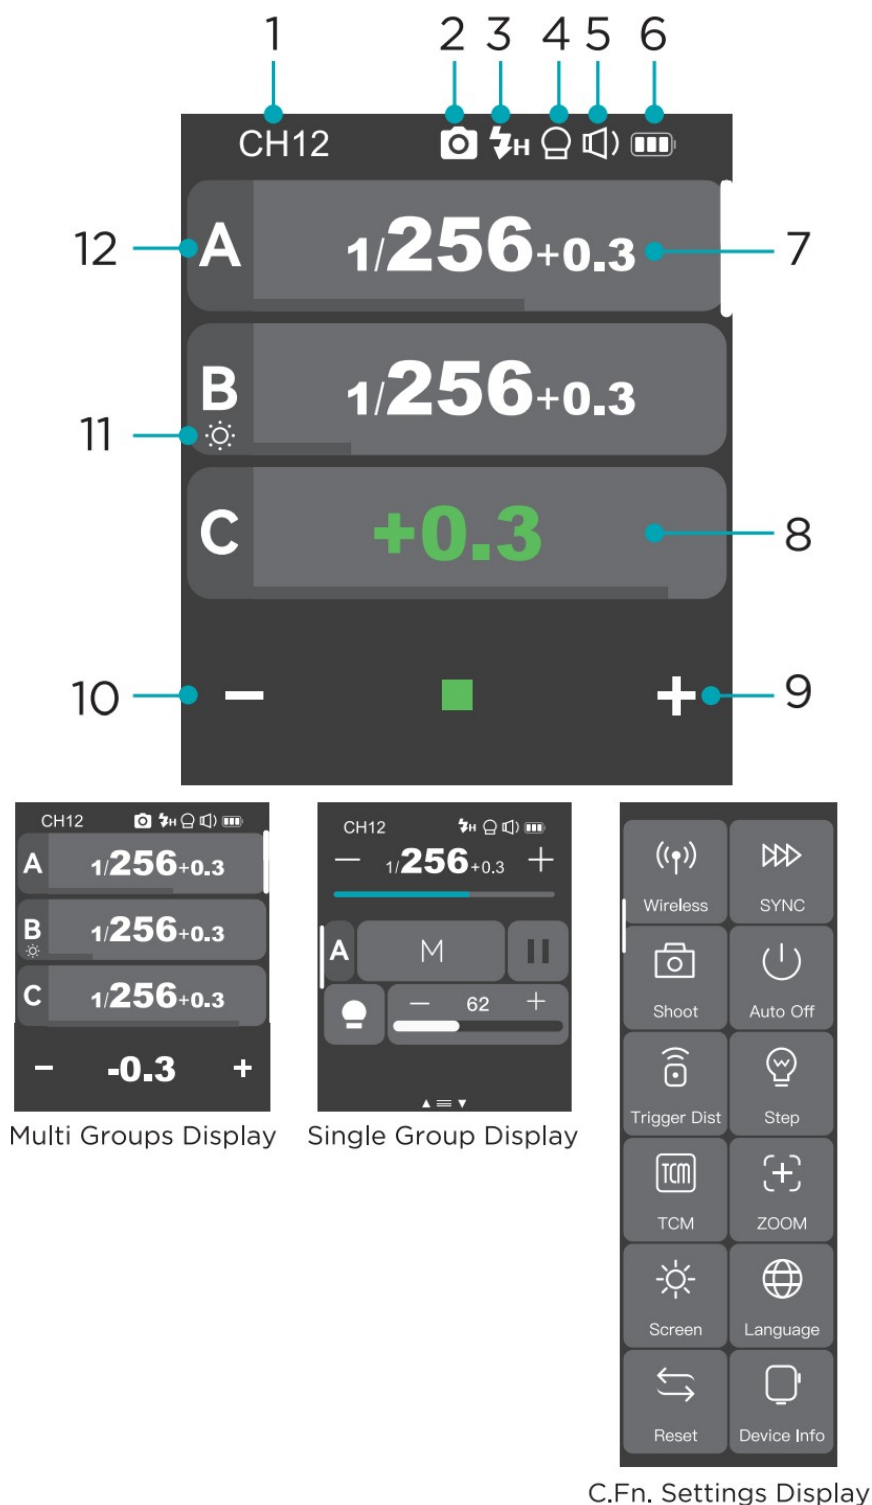 1 2 3 4 5 6
CH12 H
12 A 1/256+0.3 7
B 1/256+0.3
11
C +0.3 8
10 − + 9
CH12 H
A 1/256+0.3
B 1/256+0.3
C 1/256+0.3
− -0.3 +
Multi Groups Display
CH12 H
− 1/256+0.3 +
A M
− 62 +
Single Group Display
Wireless SYNC
Shoot Auto Off
Trigger Dist Step
TCM
TCM ZOOM
Screen Language
Reset Device Info
C.Fn. Settings Display